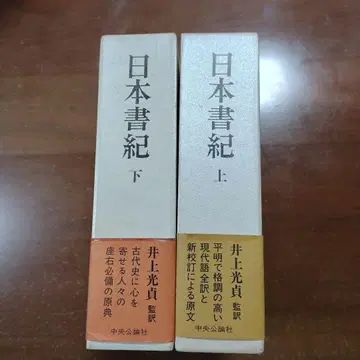 日本書紀
上
井上光貞 監訳
平明で格調の高い
現代語全訳と
新校訂による原文
中央公論社
日本書紀
下
井上光貞 監訳
古代史に心を
寄せる人々の
座右必備の原典
中央公論社